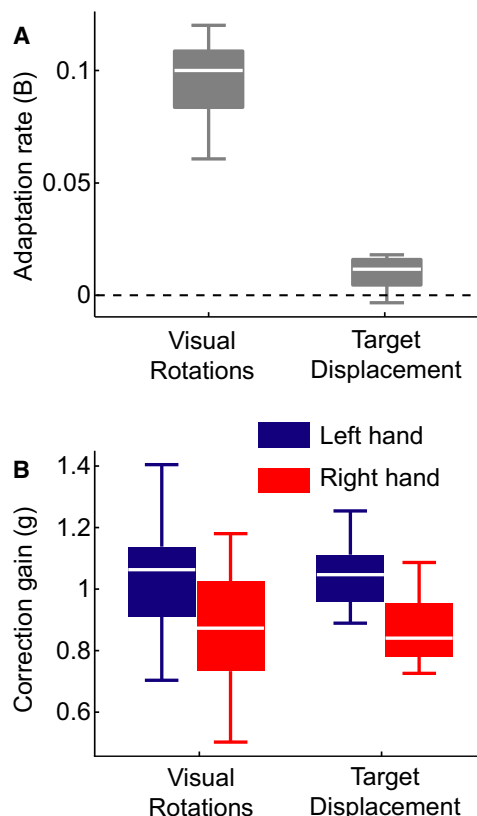 A
Adaptation rate (B)
0.1
0.05
0
Visual
Rotations
Target
Displacement
Left hand
Right hand
B
Correction gain (g)
1.4
1.2
1
0.8
0.6
Visual
Rotations
Target
Displacement